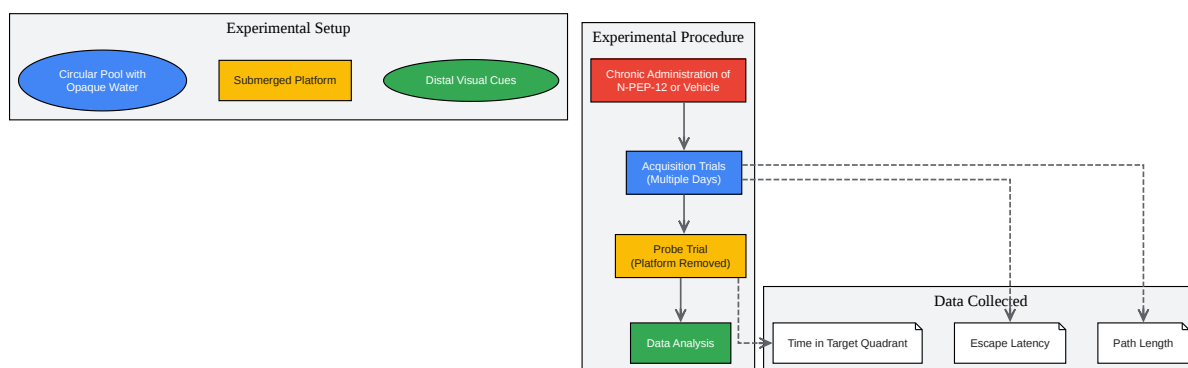 Experimental Setup
Circular Pool with
Opaque Water
Submerged Platform
Distal Visual Cues
Experimental Procedure
Chronic Administration of
N-PEP-12 or Vehicle
Acquisition Trials
(Multiple Days)
Probe Trial
(Platform Removed)
Data Analysis
Data Collected
Time in Target Quadrant
Escape Latency
Path Length